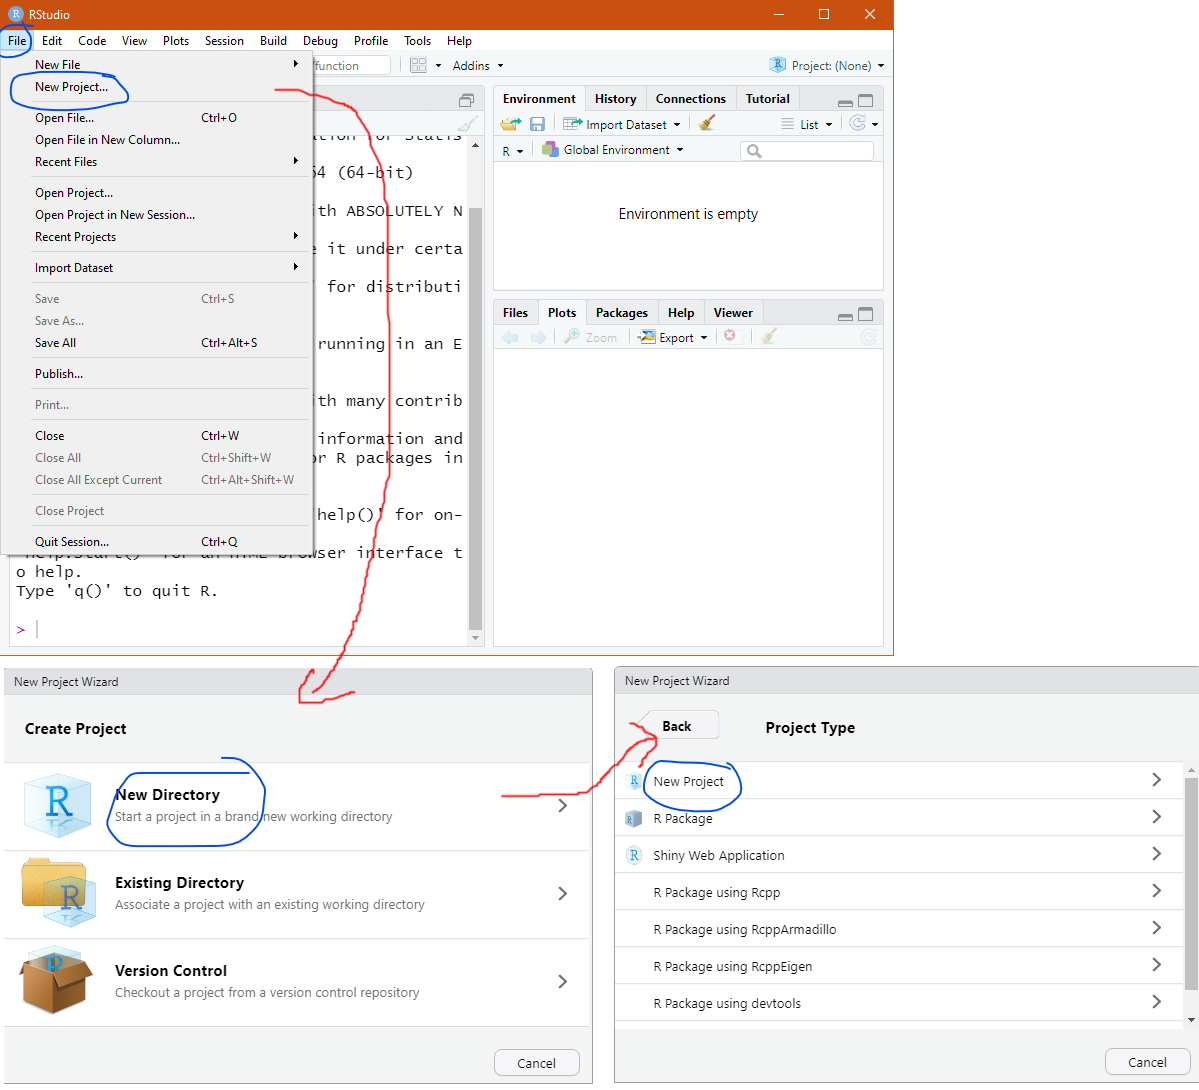 RStudio
File Edit Code View Plots Session Build Debug Profile Tools Help
function Addins Project: (None)
New File
New Project...
Open File... Ctrl+O
Open File in New Column...
Recent Files
Open Project...
Open Project in New Session...
Recent Projects
Import Dataset
Save Ctrl+S
Save As...
Save All Ctrl+Alt+S
Publish...
Print...
Close Ctrl+W
Close All Ctrl+Shift+W
Close All Except Current Ctrl+Alt+Shift+W
Close Project
Quit Session... Ctrl+Q
64 (64-bit)
ith ABSOLUTELY N
e it under certa
' for distributi
running in an E
ith many contrib
information and
or R packages in
'help()' for on-
browser interface t
o help.
Type 'q()' to quit R.
>
Environment History Connections Tutorial
Import Dataset List
R Global Environment
Environment is empty
Files Plots Packages Help Viewer
Zoom Export
New Project Wizard
Create Project
R New Directory
Start a project in a brand new working directory
R Existing Directory
Associate a project with an existing working directory
R Version Control
Checkout a project from a version control repository
Cancel
New Project Wizard
Back Project Type
R New Project
R R Package
R Shiny Web Application
R Package using Rcpp
R Package using RcppArmadillo
R Package using RcppEigen
R Package using devtools
Cancel